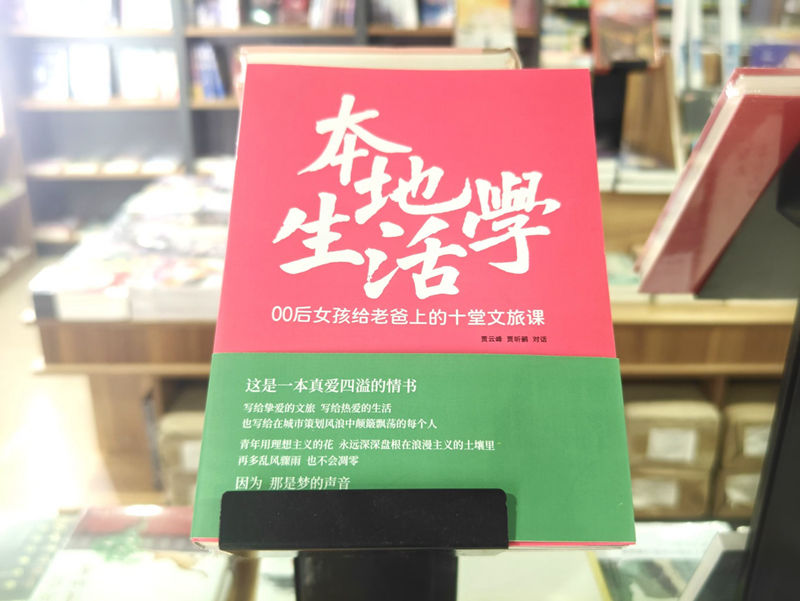 本地
生活學
00后女孩给老爸上的十堂文旅课
贾云峰 贾听鹂 对话
这是一本真爱四溢的情书
写给挚爱的文旅 写给热爱的生活
也写给在城市策划风浪中颠簸飘荡的每个人
青年用理想主义的花 永远深深盘根在浪漫主义的土壤里
再多乱风骤雨 也不会凋零
因为 那是梦的声音